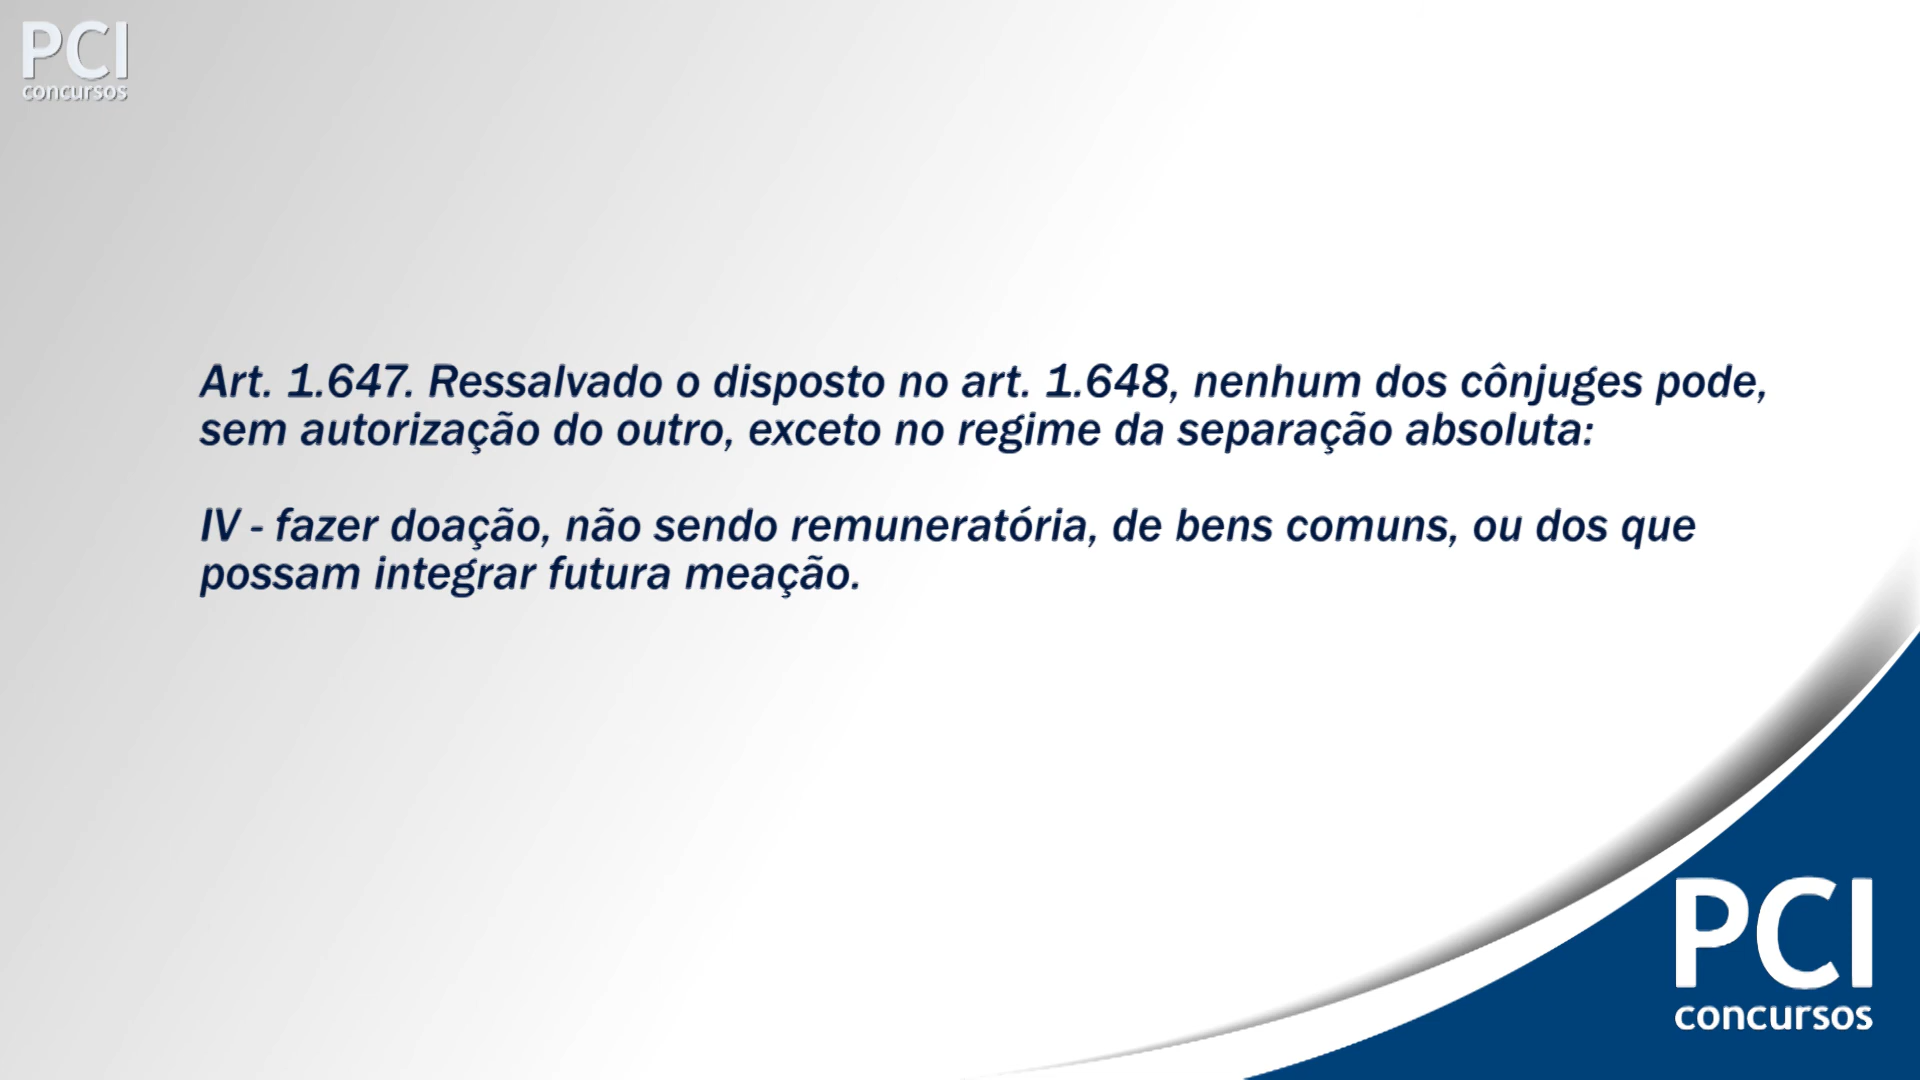 PCI
concursos
Art. 1.647. Ressalvado o disposto no art. 1.648, nenhum dos cônjuges pode,
sem autorização do outro, exceto no regime da separação absoluta:
IV - fazer doação, não sendo remuneratória, de bens comuns, ou dos que
possam integrar futura meação.
PCI
concursos